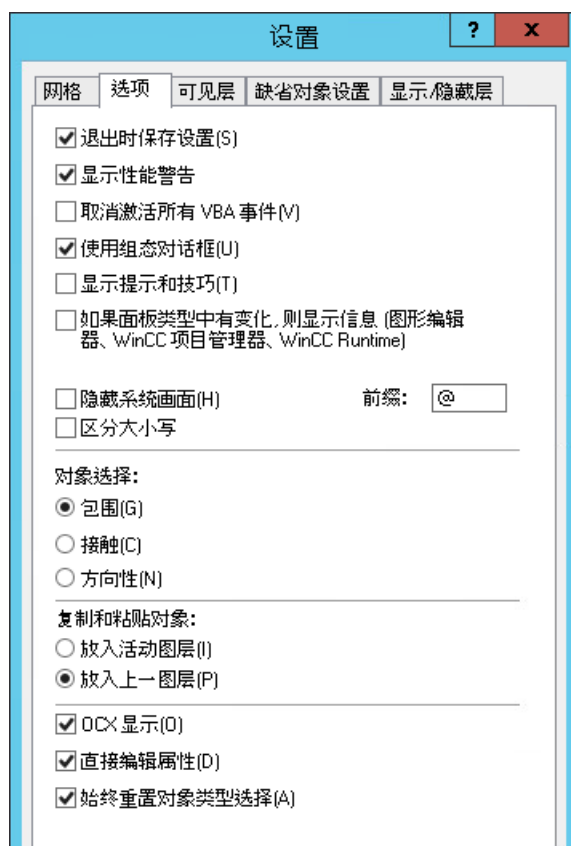 设置
?
x
网格 选项 可见层 缺省对象设置 显示/隐藏层
退出时保存设置(S)
显示性能警告
取消激活所有 VBA 事件(V)
使用组态对话框(U)
显示提示和技巧(T)
如果面板类型中有变化,则显示信息 (图形编辑
器、WinCC 项目管理器、WinCC Runtime)
隐藏系统画面(H) 前缀: @
区分大小写
对象选择:
包围(G)
接触(C)
方向性(N)
复制和粘贴对象:
放入活动图层(I)
放入上一图层(P)
OCX 显示(O)
直接编辑属性(D)
始终重置对象类型选择(A)